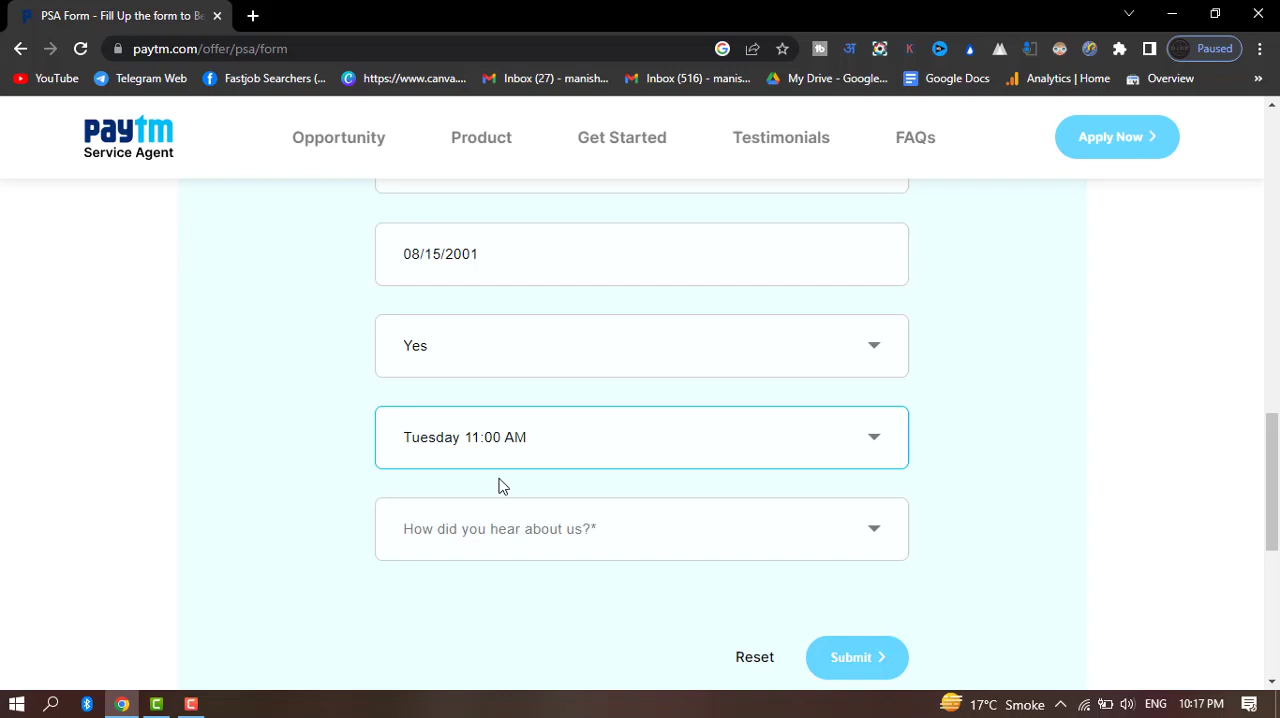 PSA Form - Fill Up the form to Be
paytm.com/offer/psa/form
Paused
YouTube
Telegram Web
Fastjob Searchers (...
https://www.canva...
Inbox (27) - manish...
Inbox (516) - manis...
My Drive - Google...
Google Docs
Analytics | Home
Overview
»
paytm
Service Agent
Opportunity
Product
Get Started
Testimonials
FAQs
Apply Now
08/15/2001
Yes
Tuesday 11:00 AM
How did you hear about us?*
Reset
Submit
17°C Smoke
ENG
10:17 PM